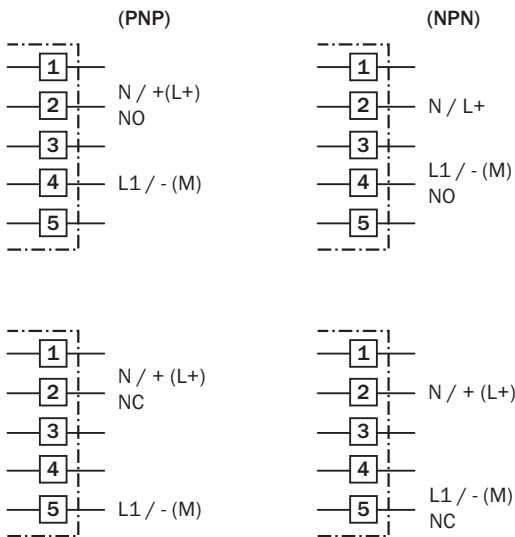 (PNP)
1
2
3
4
5
N / +(L+)
NO
L1 / - (M)
(NPN)
1
2
3
4
5
N / L+
L1 / - (M)
NO
1
2
3
4
5
N / + (L+)
NC
L1 / - (M)
1
2
3
4
5
N / + (L+)
L1 / - (M)
NC